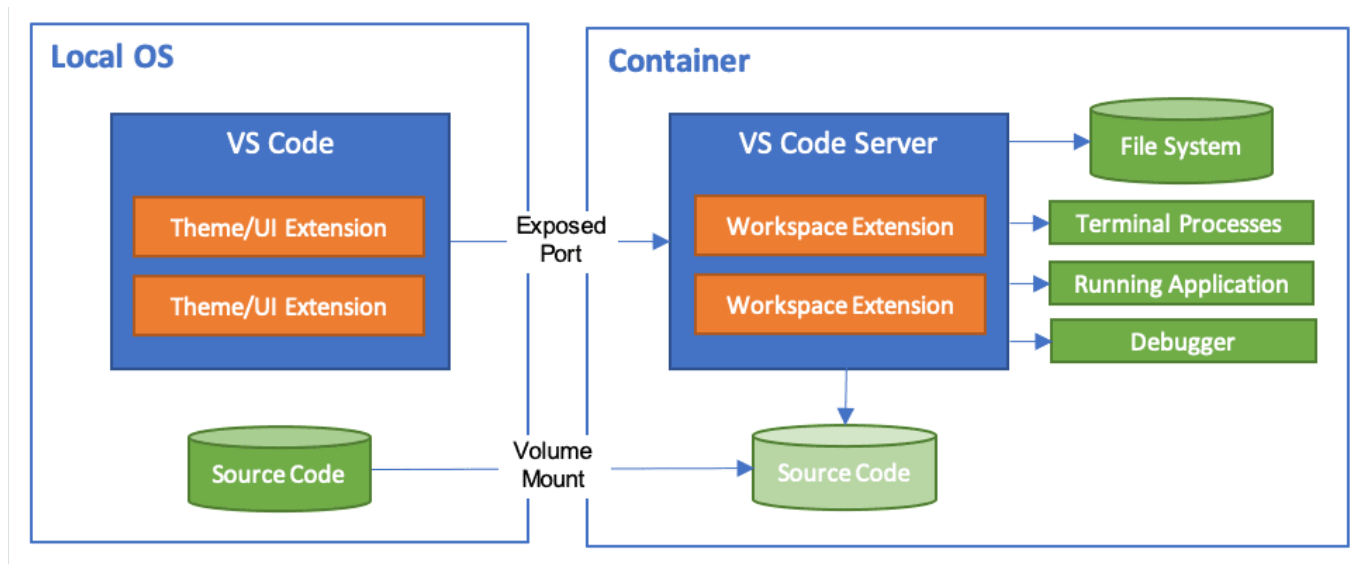 Local OS
VS Code
Theme/UI Extension
Theme/UI Extension
Source Code
Exposed
Port
Volume
Mount
Container
VS Code Server
Workspace Extension
Workspace Extension
File System
Terminal Processes
Running Application
Debugger
Source Code